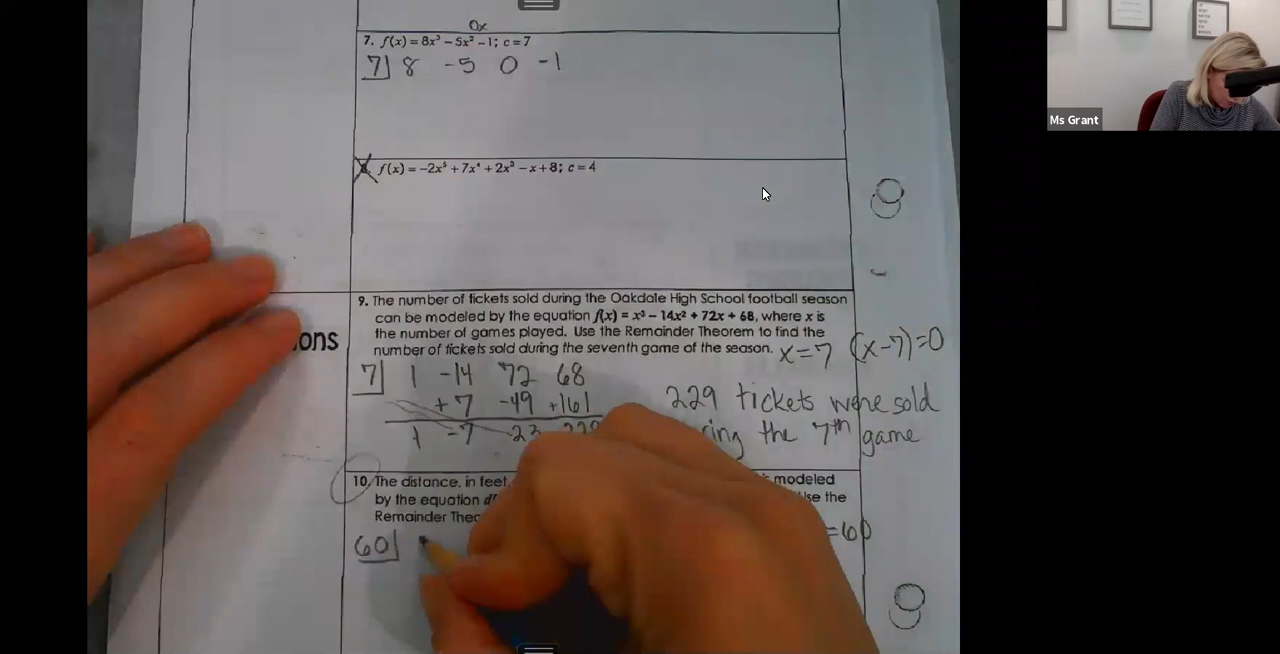 0x
7. f(x) = 8x³ − 5x² − 1; c = 7
7 8 -5 0 -1
f(x) = −2x⁵ + 7x⁴ + 2x³ − x + 8; c = 4
9. The number of tickets sold during the Oakdale High School football season
can be modeled by the equation f(x) = x³ − 14x² + 72x + 68, where x is
the number of games played. Use the Remainder Theorem to find the
number of tickets sold during the seventh game of the season. x=7 (x-7)=0
ons
7 1 -14 72 68
+7 -49 +161
1 -7 23
229 tickets were sold
the 7th game
10. The distance, in feet, modeled
by the equation the
Remainder =60
60
Ms Grant